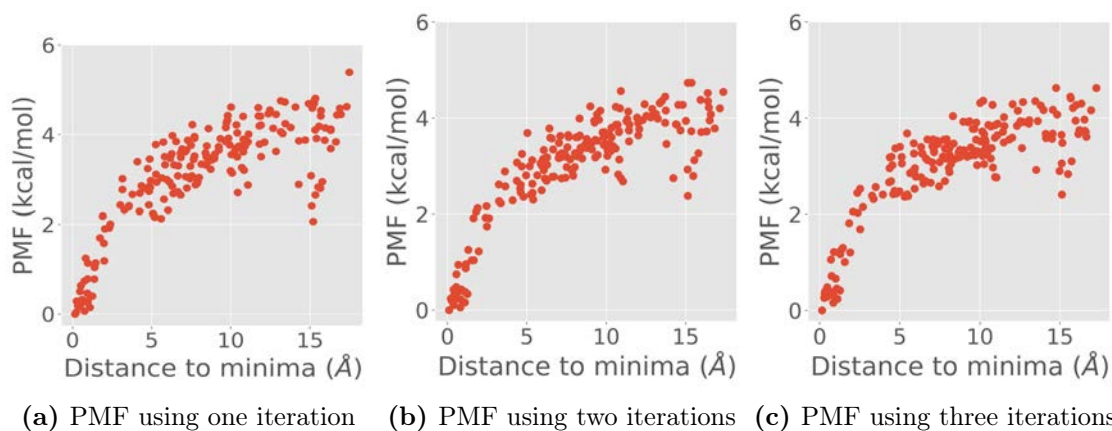 6
4
2
0
PMF (kcal/mol)
0 5 10 15
Distance to minima (Å)
6
4
2
0
PMF (kcal/mol)
0 5 10 15
Distance to minima (Å)
6
4
2
0
PMF (kcal/mol)
0 5 10 15
Distance to minima (Å)
(a) PMF using one iteration (b) PMF using two iterations (c) PMF using three iterations